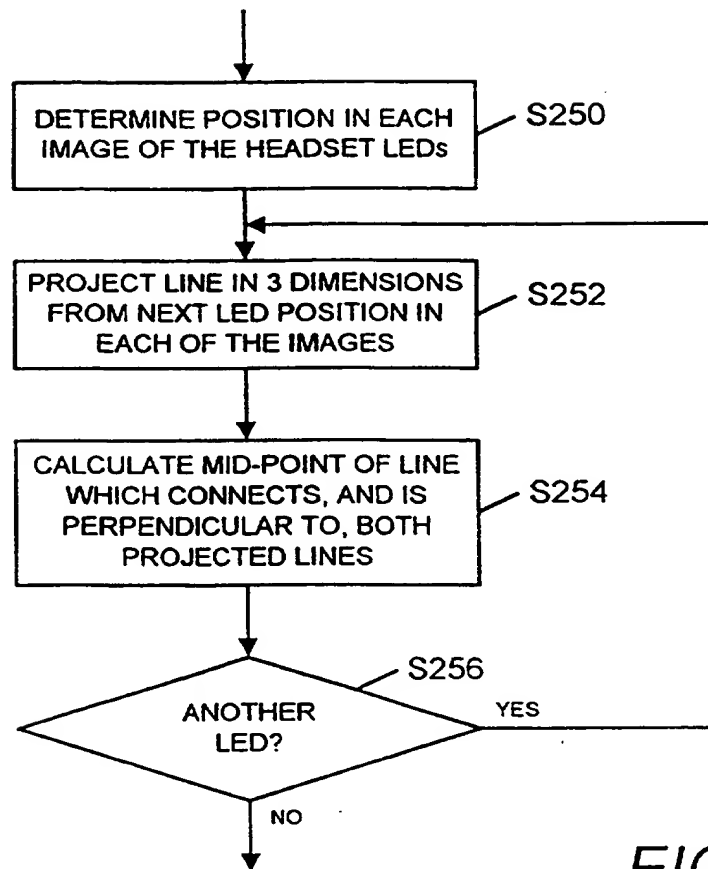 DETERMINE POSITION IN EACH
IMAGE OF THE HEADSET LEDs
S250
PROJECT LINE IN 3 DIMENSIONS
FROM NEXT LED POSITION IN
EACH OF THE IMAGES
S252
CALCULATE MID-POINT OF LINE
WHICH CONNECTS, AND IS
PERPENDICULAR TO, BOTH
PROJECTED LINES
S254
S256
ANOTHER
LED?
YES
NO